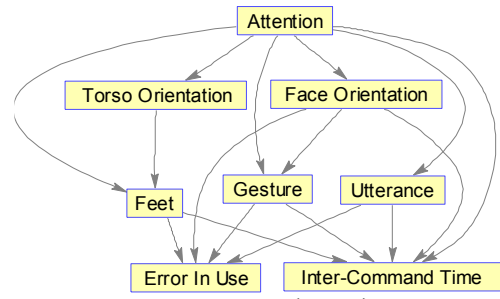 Attention
Torso Orientation
Face Orientation
Feet
Gesture
Utterance
Error In Use
Inter-Command Time